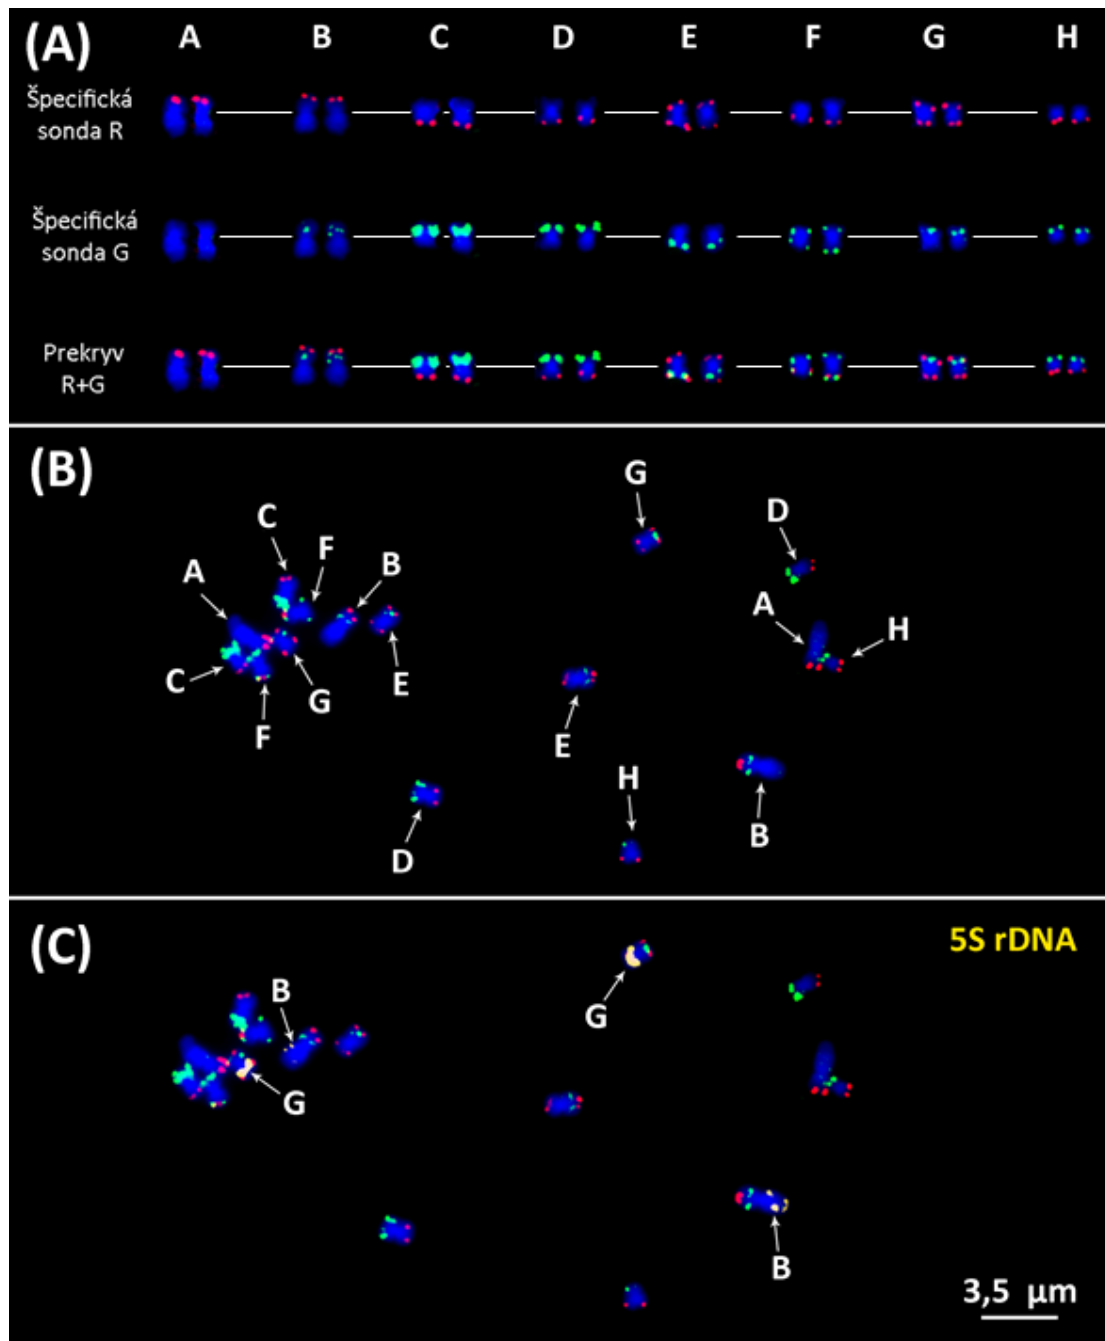 (A) A B C D E F G H
Špecifická
sonda R
Špecifická
sonda G
Prekryv
R+G
(B)
G
C
D
F
B
A
A
H
C
G
E
F
E
H
D
B
(C) 5S rDNA
B
G
G
B
3,5 μm